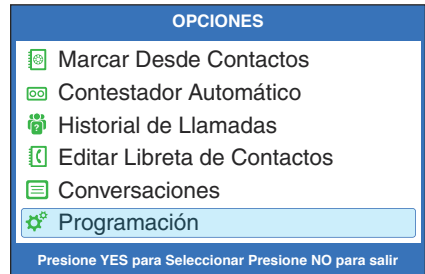 OPCIONES
Marcar Desde Contactos
Contestador Automático
Historial de Llamadas
Editar Libreta de Contactos
Conversaciones
Programación
Presione YES para Seleccionar Presione NO para salir